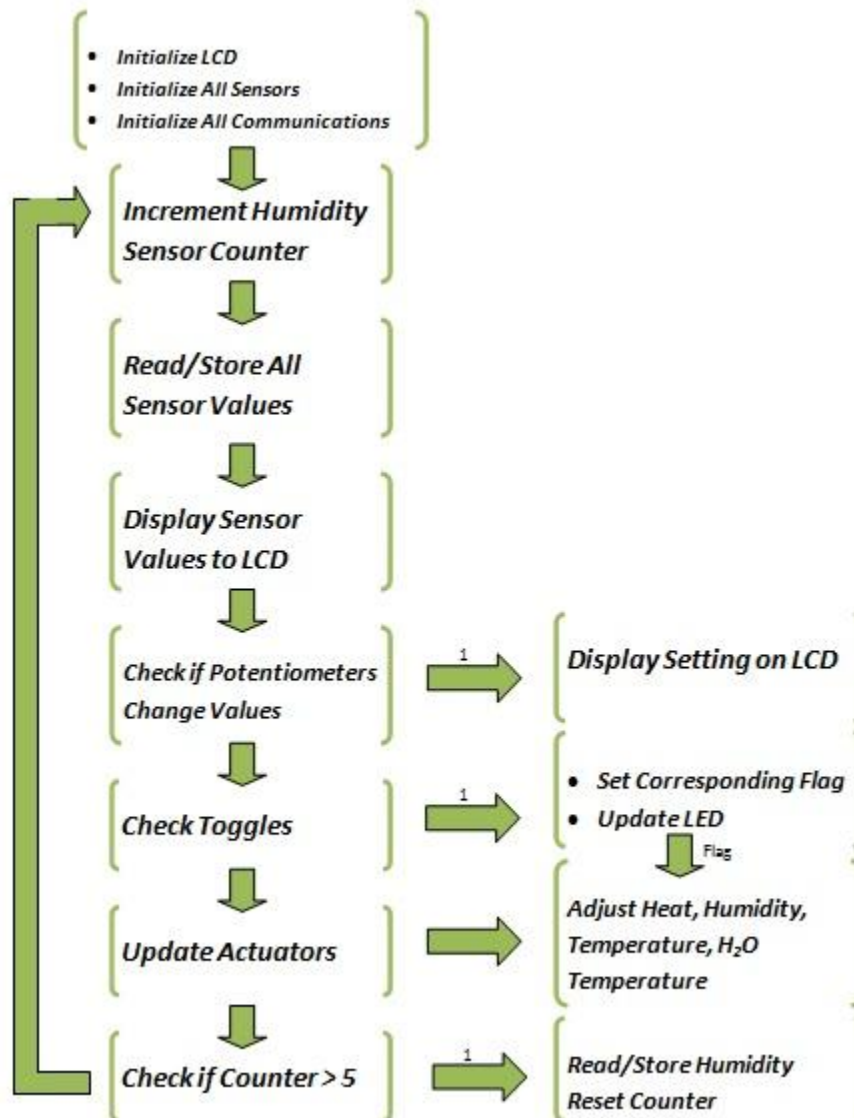 • Initialize LCD
• Initialize All Sensors
• Initialize All Communications
Increment Humidity
Sensor Counter
Read/Store All
Sensor Values
Display Sensor
Values to LCD
Check if Potentiometers
Change Values
1
Display Setting on LCD
Check Toggles
1
• Set Corresponding Flag
• Update LED
Flag
Update Actuators
Adjust Heat, Humidity,
Temperature, H₂O
Temperature
Check if Counter > 5
1
Read/Store Humidity
Reset Counter